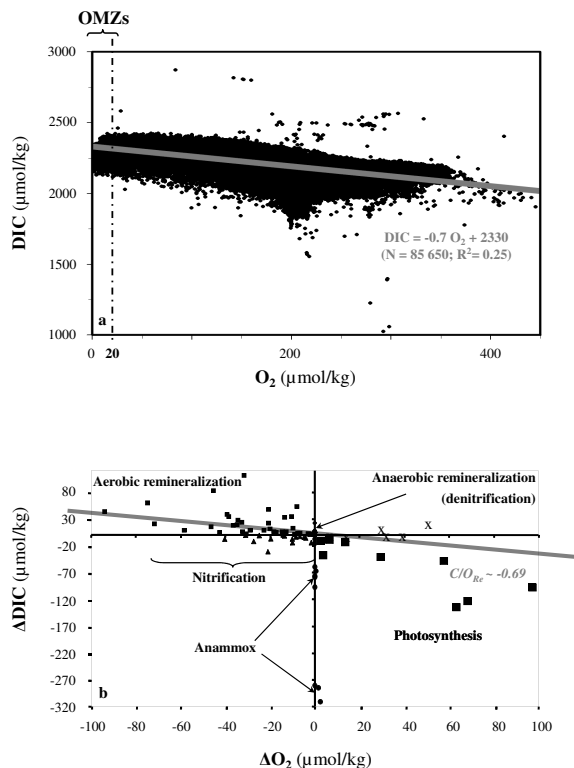 OMZs
a
3000
2500
2000
1500
1000
DIC (µmol/kg)
DIC = -0.7 O₂ + 2330
(N = 85 650; R²= 0.25)
a
0 20 200 400
O₂ (µmol/kg)
Aerobic remineralization
Anaerobic remineralization
(denitrification)
80
30
-20
-70
-120
-170
-220
-270
-320
ΔDIC (µmol/kg)
Nitrification
C/O_Re ~ -0.69
Anammox
Photosynthesis
b
-100 -80 -60 -40 -20 0 20 40 60 80 100
ΔO₂ (µmol/kg)